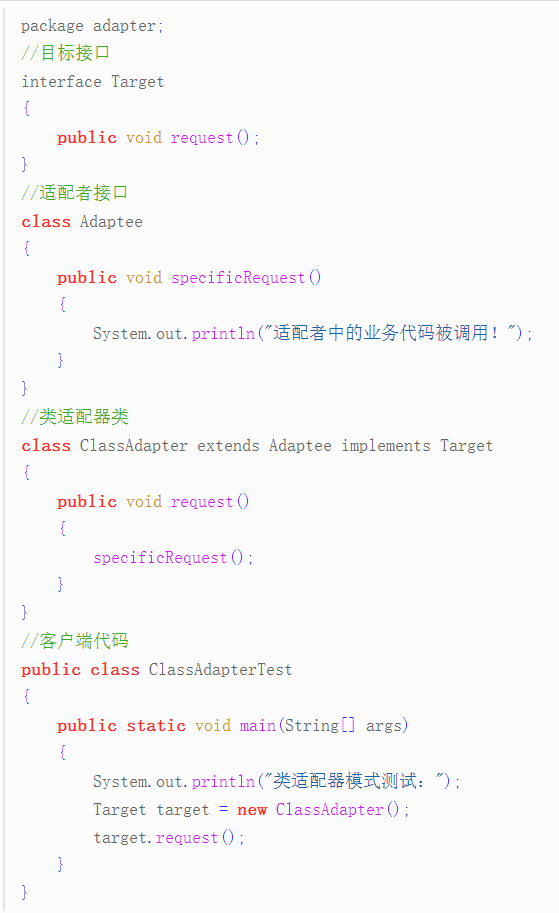 package adapter;
//目标接口
interface Target
{
    public void request();
}
//适配者接口
class Adaptee
{
    public void specificRequest()
    {
        System.out.println("适配者中的业务代码被调用！");
    }
}
//类适配器类
class ClassAdapter extends Adaptee implements Target
{
    public void request()
    {
        specificRequest();
    }
}
//客户端代码
public class ClassAdapterTest
{
    public static void main(String[] args)
    {
        System.out.println("类适配器模式测试：");
        Target target = new ClassAdapter();
        target.request();
    }
}